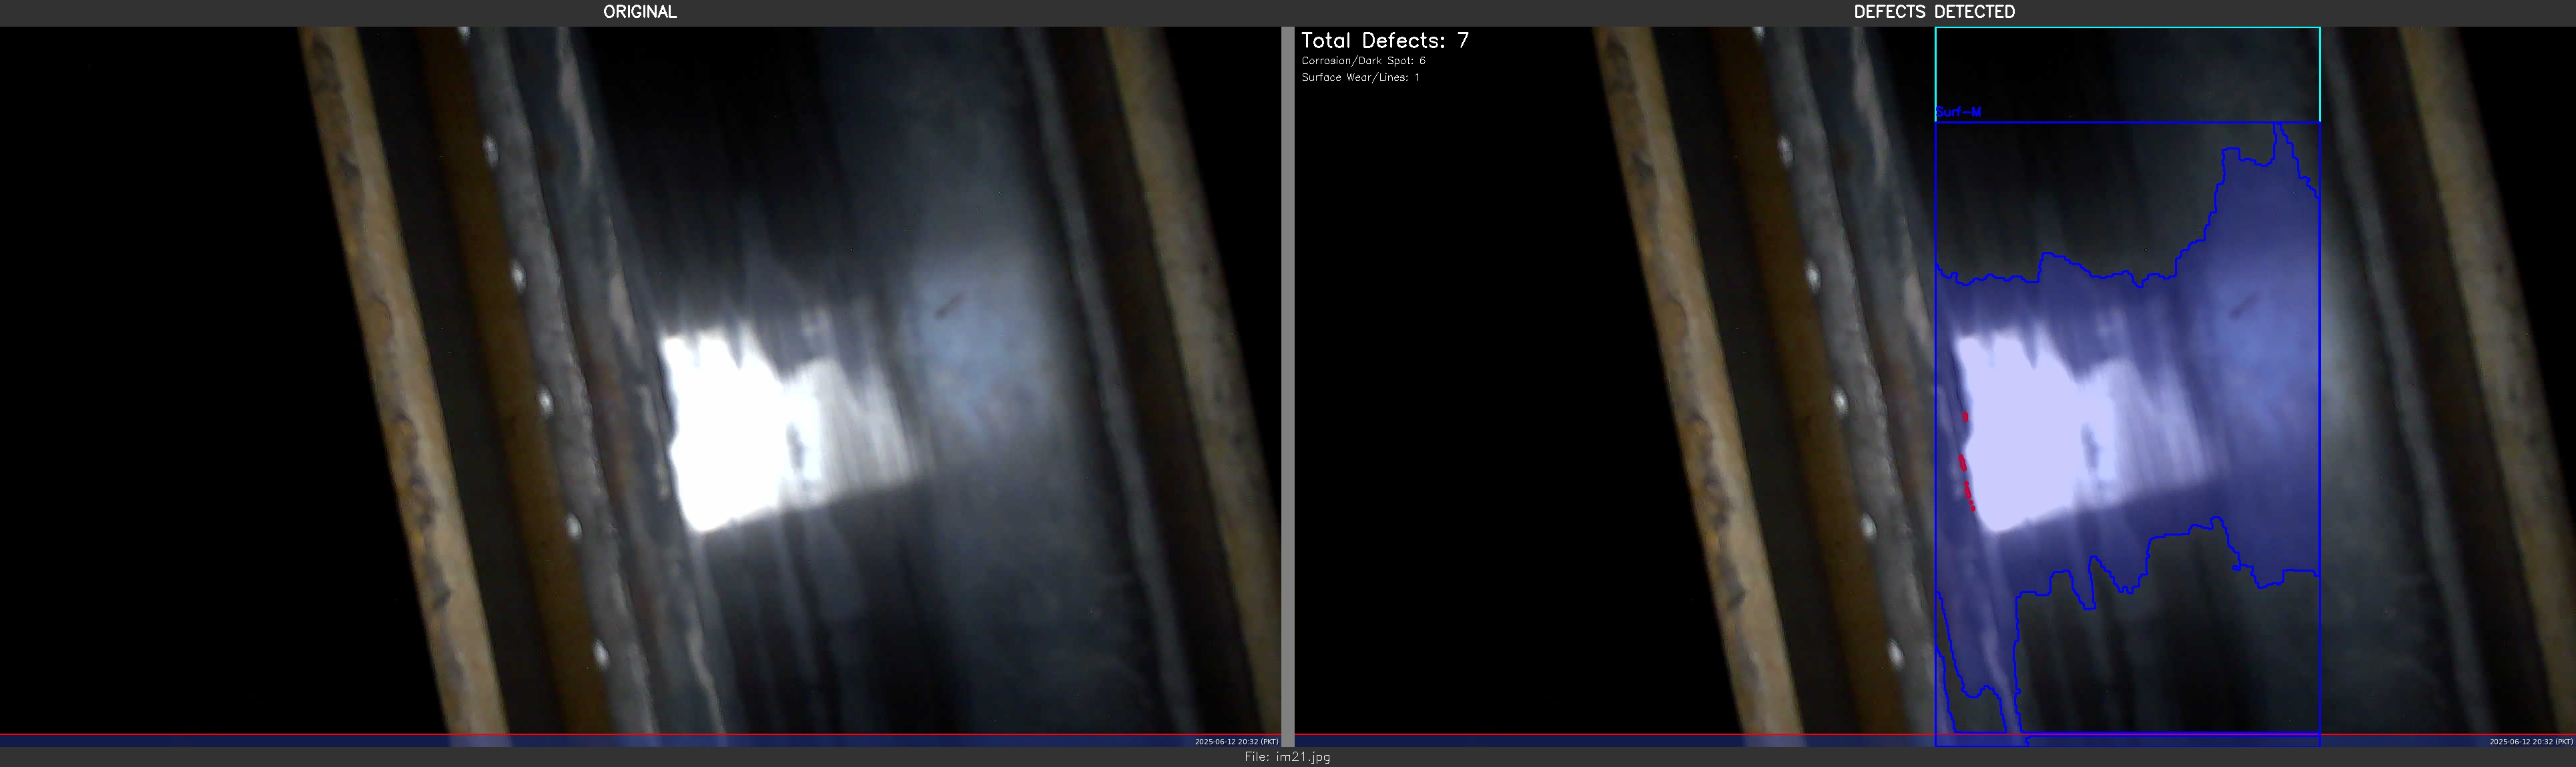 ORIGINAL
DEFECTS DETECTED
Total Defects: 7
Corrosion/Dark Spot: 6
Surface Wear/Lines: 1
Surf-M
2025-06-12 20:32 (PKT)
2025-06-12 20:32 (PKT)
File: im21.jpg